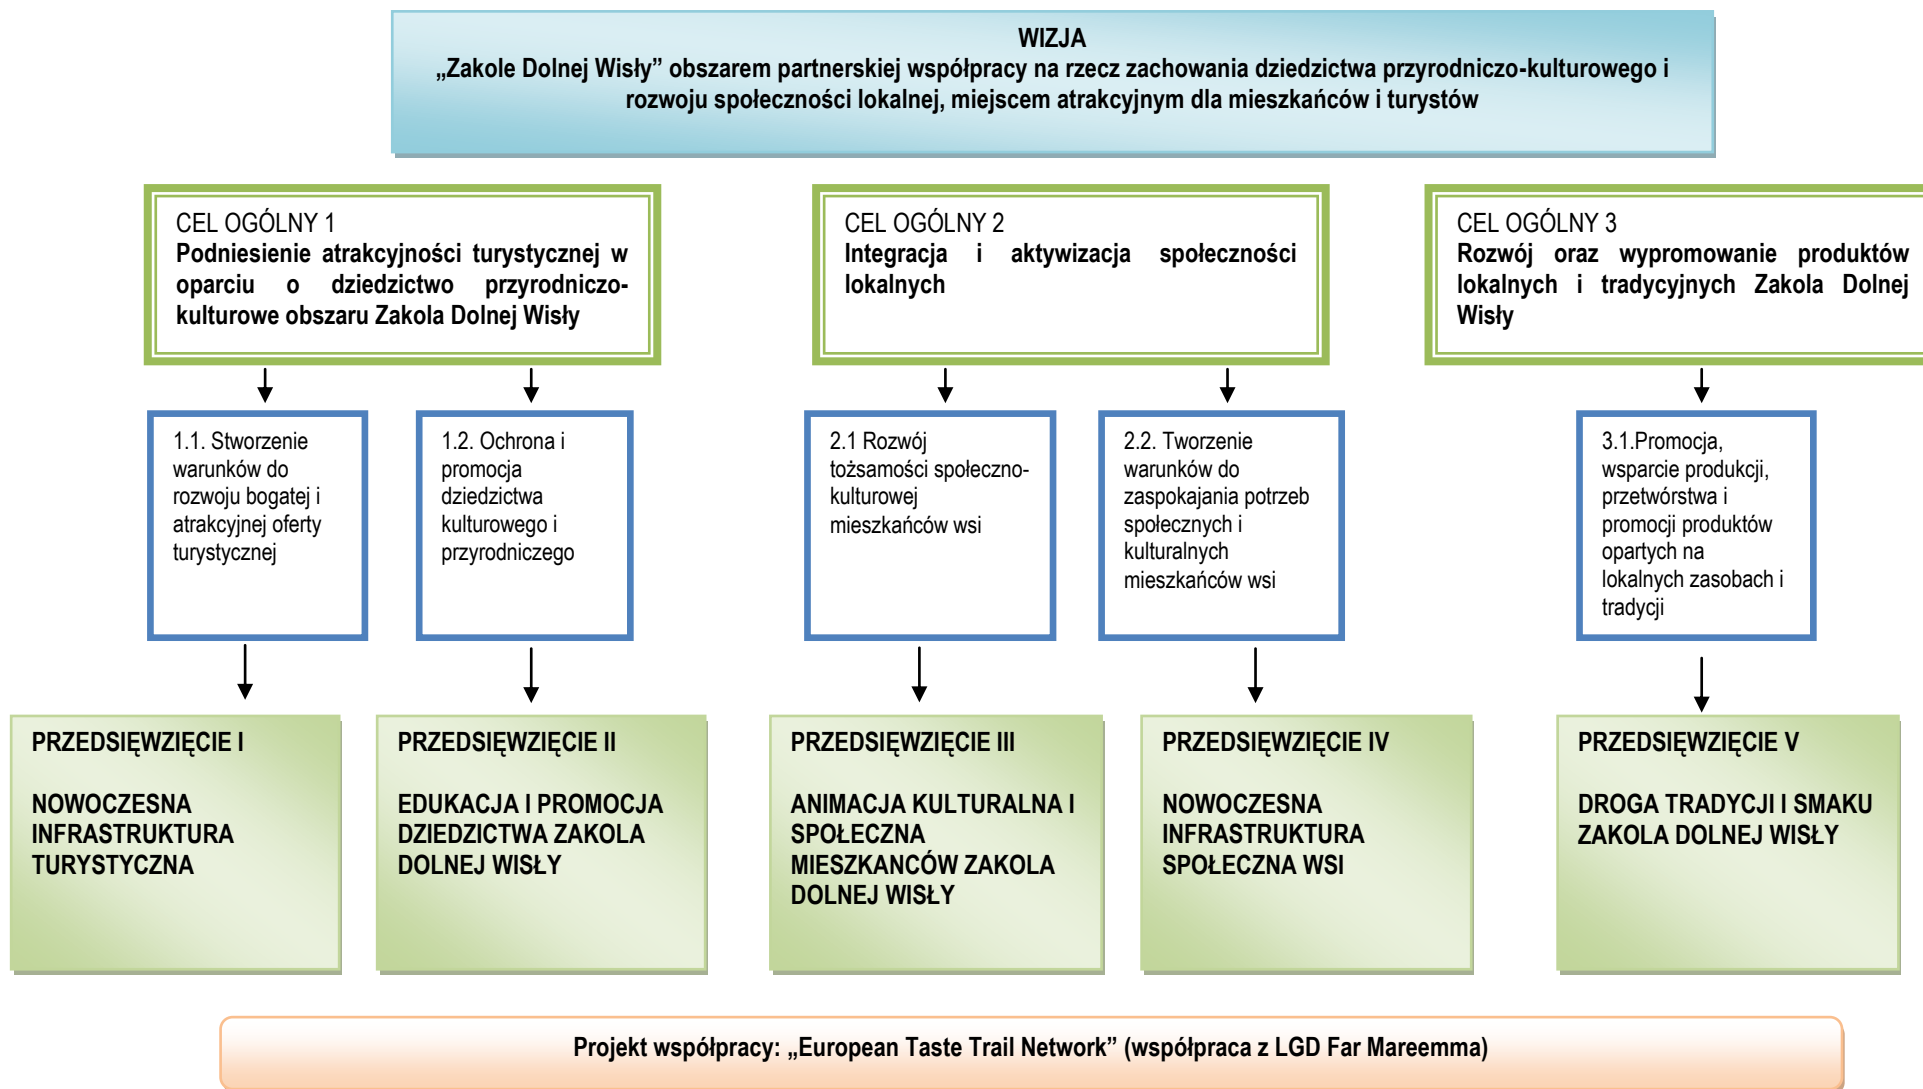 WIZJA
„Zakole Dolnej Wisły” obszarem partnerskiej współpracy na rzecz zachowania dziedzictwa przyrodniczo-kulturowego i
rozwoju społeczności lokalnej, miejscem atrakcyjnym dla mieszkańców i turystów
CEL OGÓLNY 1
Podniesienie atrakcyjności turystycznej w
oparciu o dziedzictwo przyrodniczo-
kulturowe obszaru Zakola Dolnej Wisły
CEL OGÓLNY 2
Integracja i aktywizacja społeczności
lokalnych
CEL OGÓLNY 3
Rozwój oraz wypromowanie produktów
lokalnych i tradycyjnych Zakola Dolnej
Wisły
1.1. Stworzenie
warunków do
rozwoju bogatej i
atrakcyjnej oferty
turystycznej
1.2. Ochrona i
promocja
dziedzictwa
kulturowego i
przyrodniczego
2.1 Rozwój
tożsamości społeczno-
kulturowej
mieszkańców wsi
2.2. Tworzenie
warunków do
zaspokajania potrzeb
społecznych i
kulturalnych
mieszkańców wsi
3.1.Promocja,
wsparcie produkcji,
przetwórstwa i
promocji produktów
opartych na
lokalnych zasobach i
tradycji
PRZEDSIĘWZIĘCIE I
NOWOCZESNA
INFRASTRUKTURA
TURYSTYCZNA
PRZEDSIĘWZIĘCIE II
EDUKACJA I PROMOCJA
DZIEDZICTWA ZAKOLA
DOLNEJ WISŁY
PRZEDSIĘWZIĘCIE III
ANIMACJA KULTURALNA I
SPOŁECZNA
MIESZKANCÓW ZAKOLA
DOLNEJ WISŁY
PRZEDSIĘWZIĘCIE IV
NOWOCZESNA
INFRASTRUKTURA
SPOŁECZNA WSI
PRZEDSIĘWZIĘCIE V
DROGA TRADYCJI I SMAKU
ZAKOLA DOLNEJ WISŁY
Projekt współpracy: „European Taste Trail Network” (współpraca z LGD Far Mareemma)